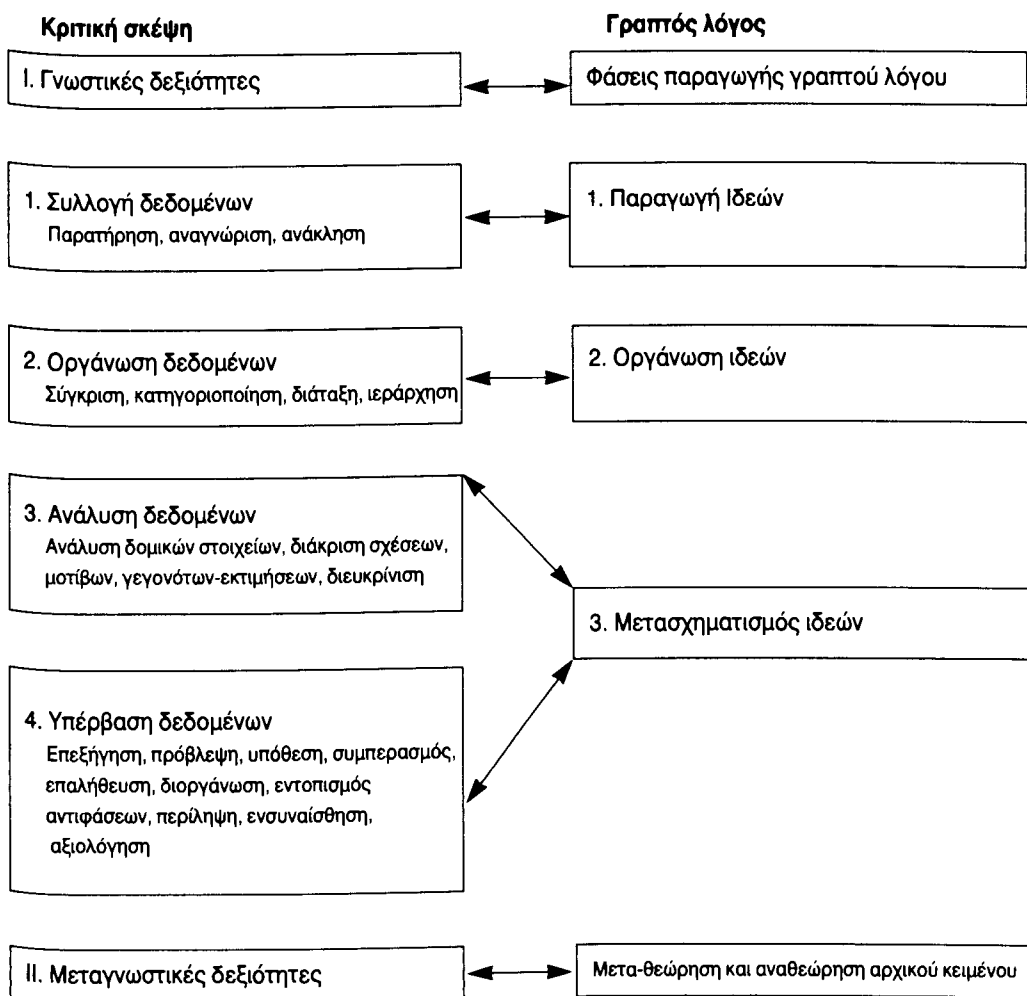 Κριτική σκέψη
Γραπτός λόγος
Ι. Γνωστικές δεξιότητες
Φάσεις παραγωγής γραπτού λόγου
1. Συλλογή δεδομένων
Παρατήρηση, αναγνώριση, ανάκληση
1. Παραγωγή Ιδεών
2. Οργάνωση δεδομένων
Σύγκριση, κατηγοριοποίηση, διάταξη, ιεράρχηση
2. Οργάνωση ιδεών
3. Ανάλυση δεδομένων
Ανάλυση δομικών στοιχείων, διάκριση σχέσεων,
μοτίβων, γεγονότων-εκτιμήσεων, διευκρίνιση
3. Μετασχηματισμός ιδεών
4. Υπέρβαση δεδομένων
Επεξήγηση, πρόβλεψη, υπόθεση, συμπερασμός,
επαλήθευση, διοργάνωση, εντοπισμός
αντιφάσεων, περίληψη, ενσυναίσθηση,
αξιολόγηση
ΙΙ. Μεταγνωστικές δεξιότητες
Μετα-θεώρηση και αναθεώρηση αρχικού κειμένου